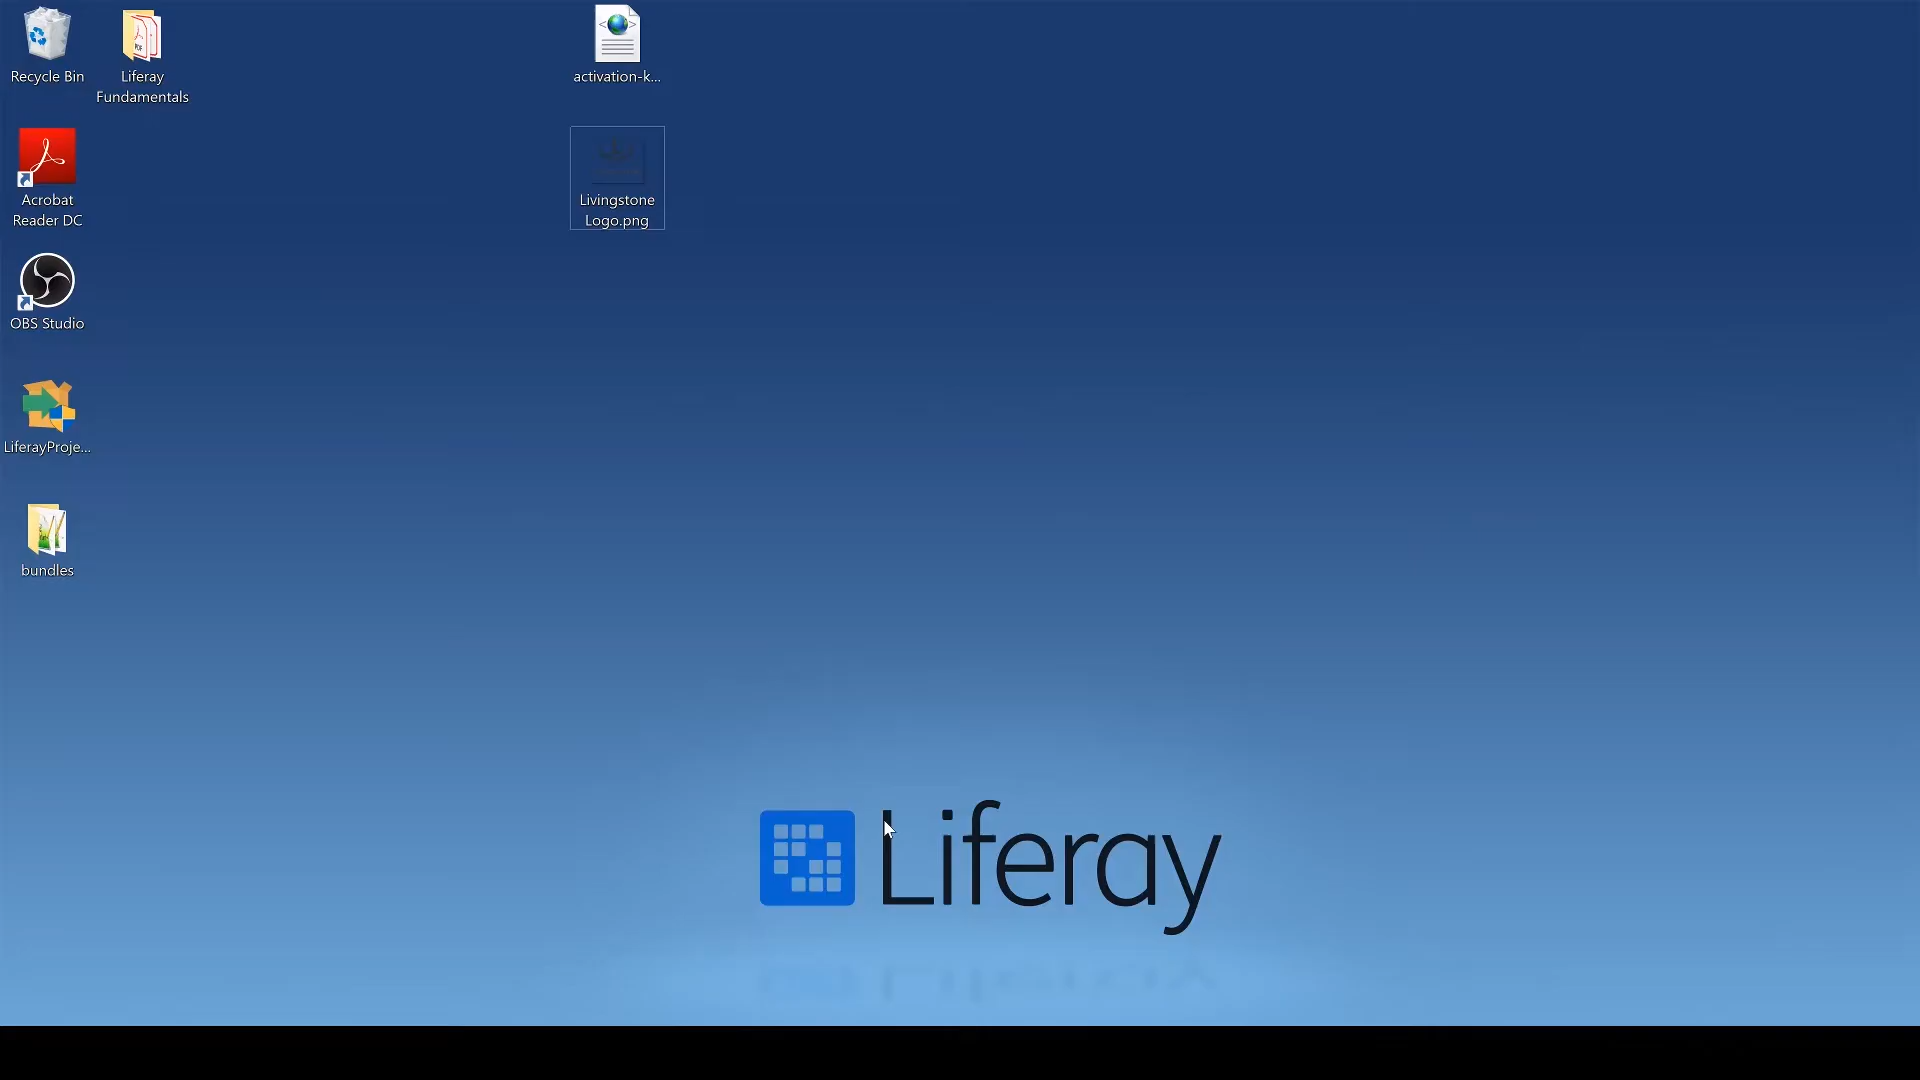 Recycle Bin
Liferay
Fundamentals
activation-k...
Acrobat
Reader DC
Livingstone
Logo.png
OBS Studio
LiferayProje...
bundles
Liferay